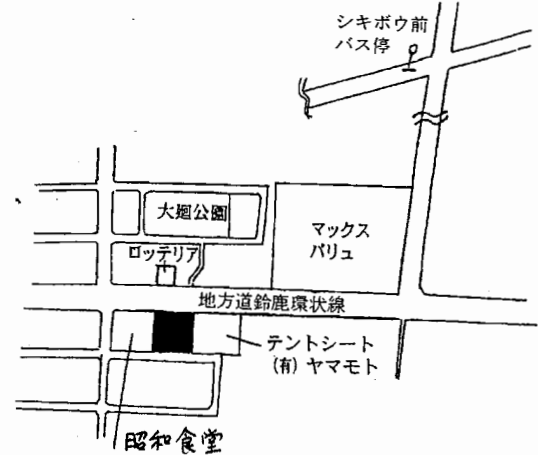 シキボウ前
バス停
大廻公園
マックス
バリュ
ロッテリア
地方道鈴鹿環状線
テントシート
(有) ヤマモト
昭和食堂